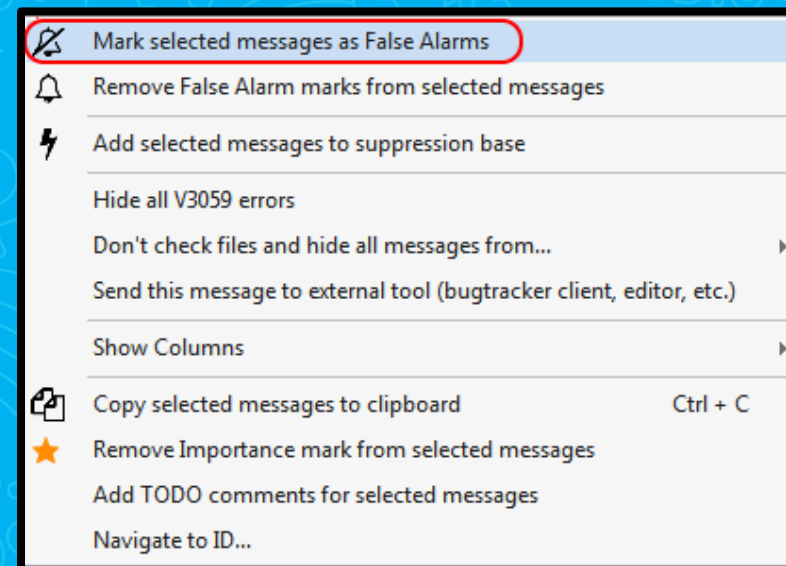 Mark selected messages as False Alarms
Remove False Alarm marks from selected messages
Add selected messages to suppression base
Hide all V3059 errors
Don't check files and hide all messages from...
Send this message to external tool (bugtracker client, editor, etc.)
Show Columns
Copy selected messages to clipboard Ctrl + C
Remove Importance mark from selected messages
Add TODO comments for selected messages
Navigate to ID...